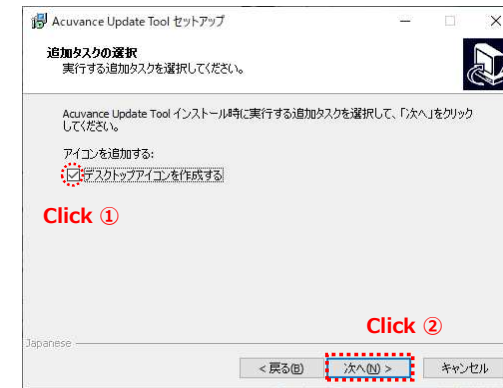 Acuvance Update Tool セットアップ
追加タスクの選択
実行する追加タスクを選択してください。
Acuvance Update Tool インストール時に実行する追加タスクを選択して、「次へ」をクリック
してください。
アイコンを追加する:
デスクトップアイコンを作成する
Click ①
Click ②
Japanese
< 戻る(B)
次へ(N) >
キャンセル